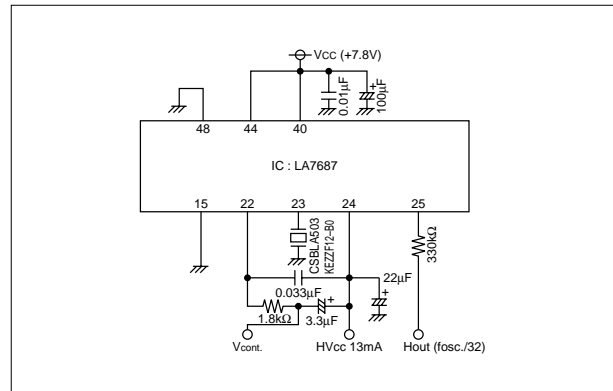 VCC (+7.8V)
0.01µF
100µF
+
48
44
40
IC : LA7687
15
22
23
24
25
CSBLA503
KEZZF12–B0
330kΩ
0.033µF
22µF
+
1.8kΩ
3.3µF
+
Vcont.
HVcc 13mA
Hout (fosc./32)